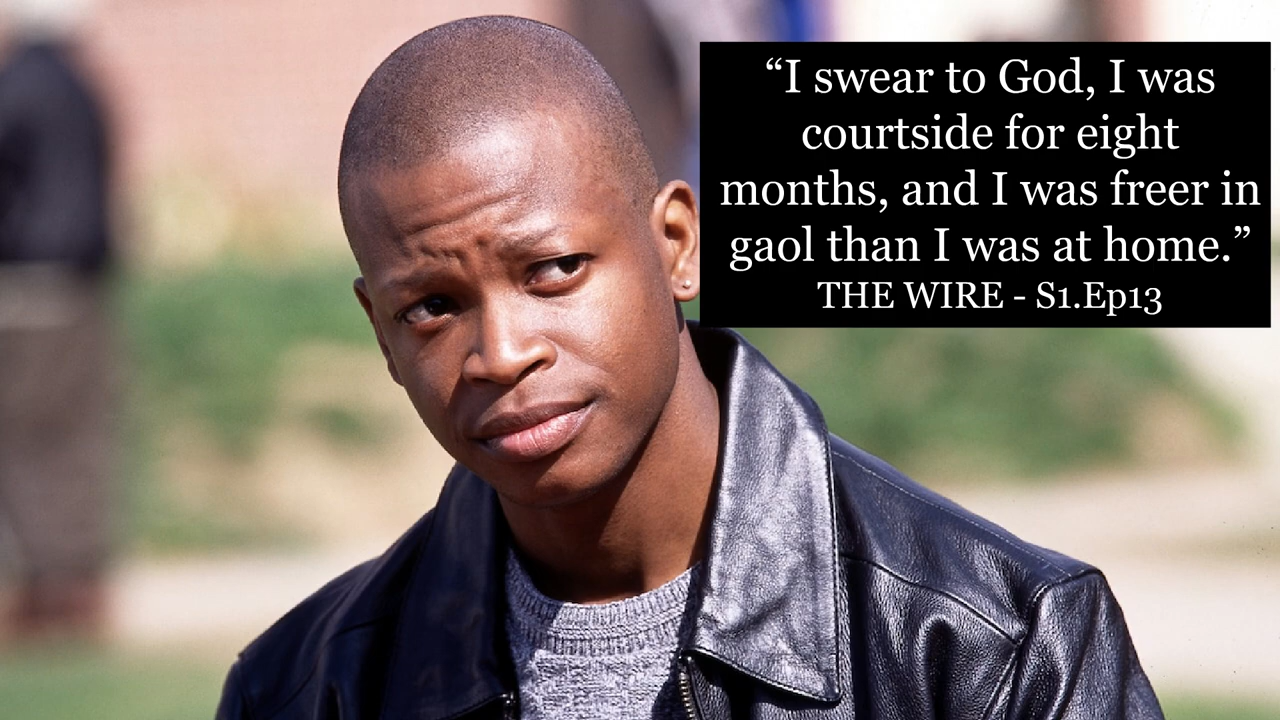 “I swear to God, I was
courtside for eight
months, and I was freer in
gaol than I was at home.”
THE WIRE - S1.Ep13